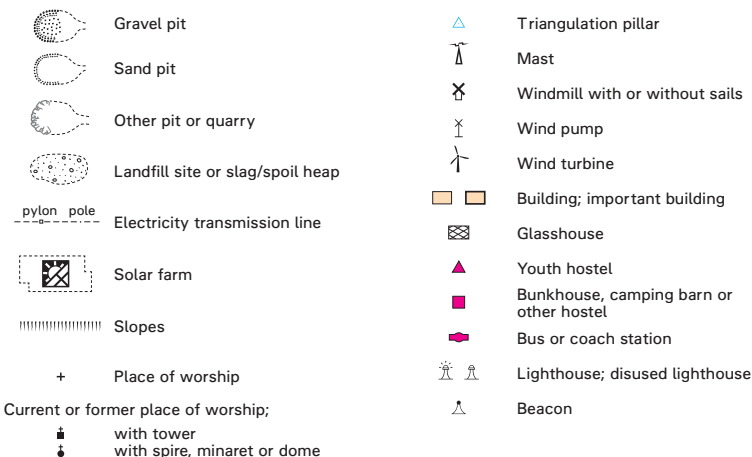 Gravel pit
Sand pit
Other pit or quarry
Landfill site or slag/spoil heap
pylon pole
Electricity transmission line
Solar farm
Slopes
Place of worship
Current or former place of worship;
with tower
with spire, minaret or dome
Triangulation pillar
Mast
Windmill with or without sails
Wind pump
Wind turbine
Building; important building
Glasshouse
Youth hostel
Bunkhouse, camping barn or
other hostel
Bus or coach station
Lighthouse; disused lighthouse
Beacon